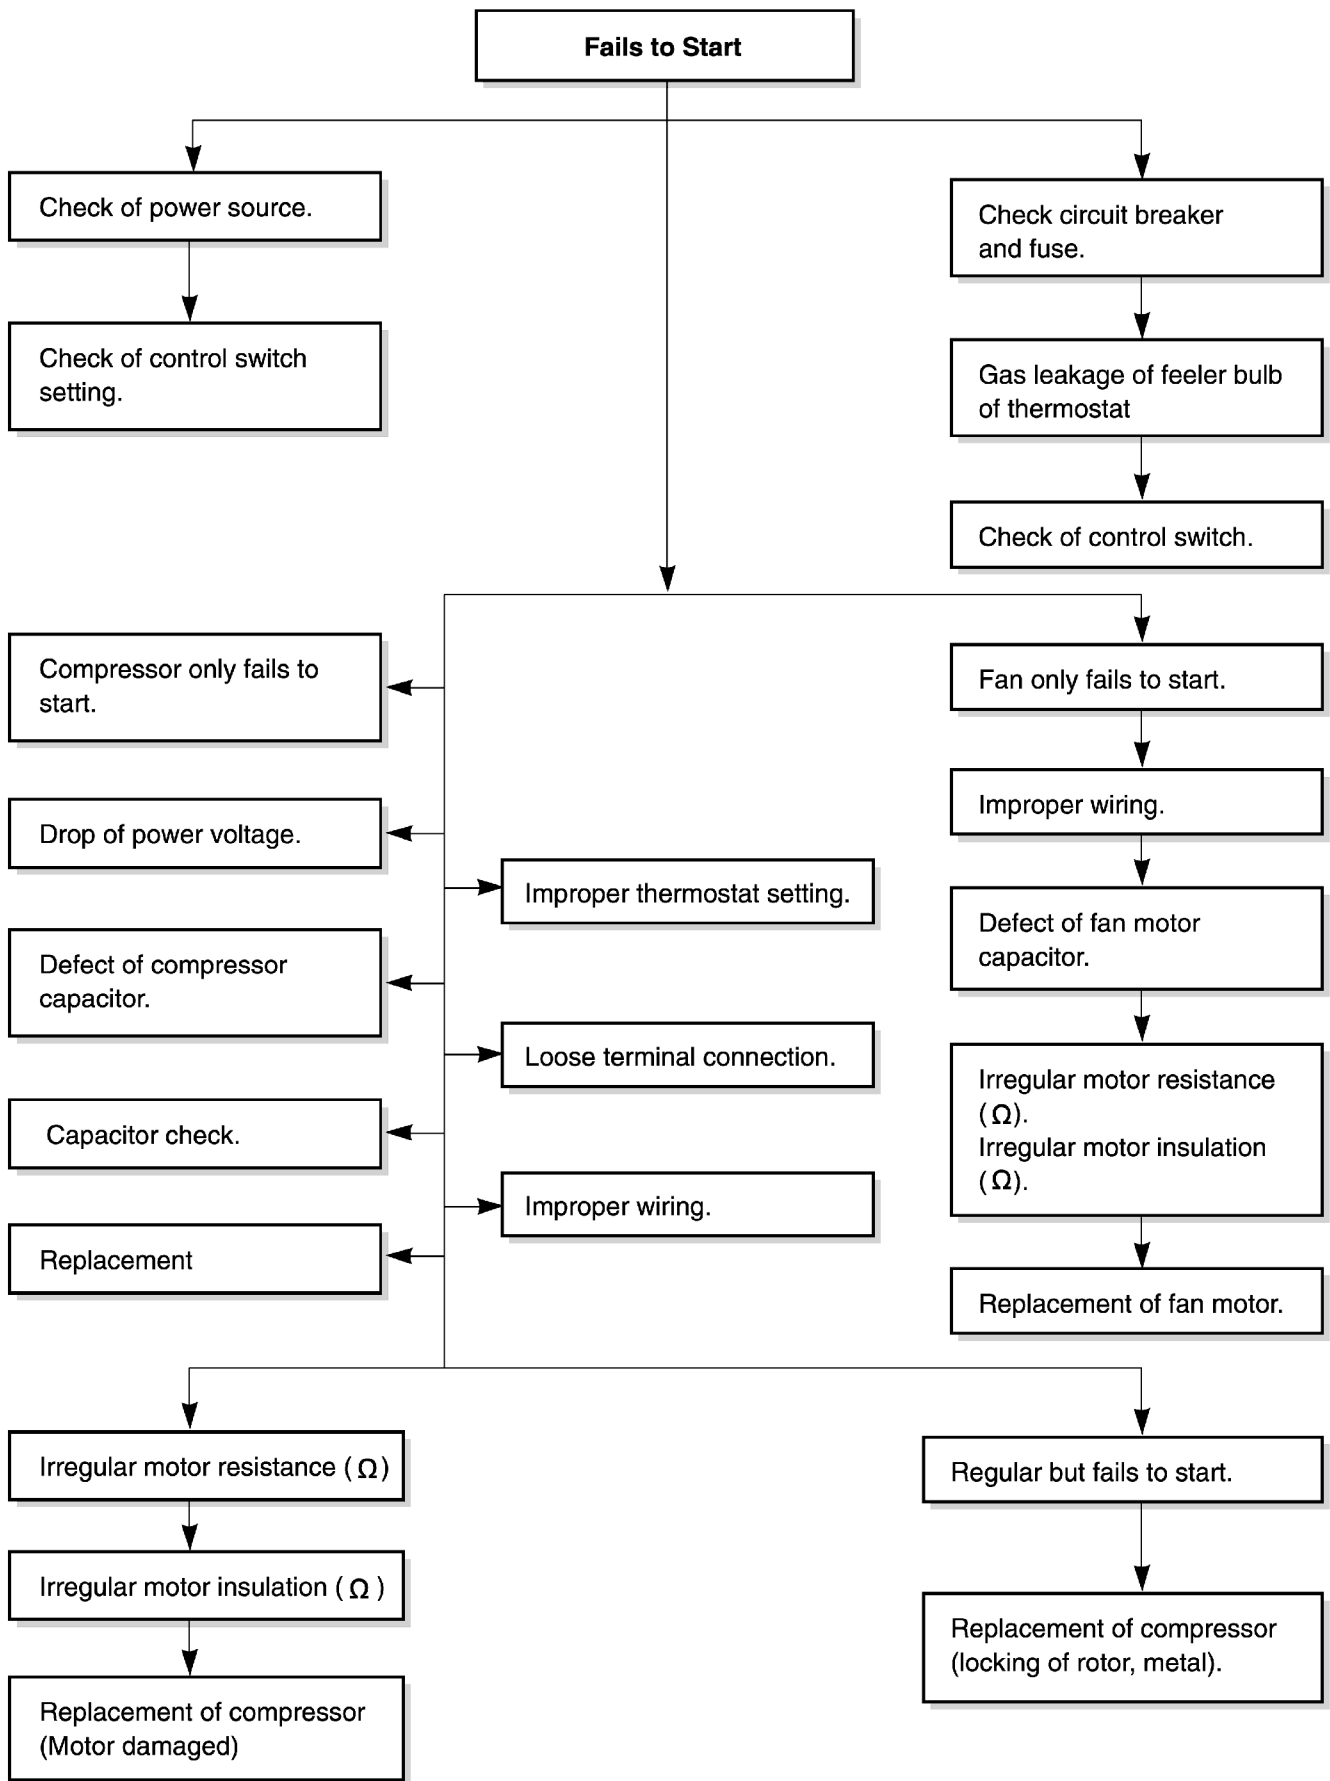 Fails to Start
Check of power source.
Check circuit breaker
and fuse.
Check of control switch
setting.
Gas leakage of feeler bulb
of thermostat
Check of control switch.
Compressor only fails to
start.
Fan only fails to start.
Drop of power voltage.
Improper wiring.
Improper thermostat setting.
Defect of compressor
capacitor.
Defect of fan motor
capacitor.
Loose terminal connection.
Irregular motor resistance
(Ω).
Irregular motor insulation
(Ω).
Capacitor check.
Improper wiring.
Replacement
Replacement of fan motor.
Irregular motor resistance (Ω)
Regular but fails to start.
Irregular motor insulation (Ω )
Replacement of compressor
(locking of rotor, metal).
Replacement of compressor
(Motor damaged)